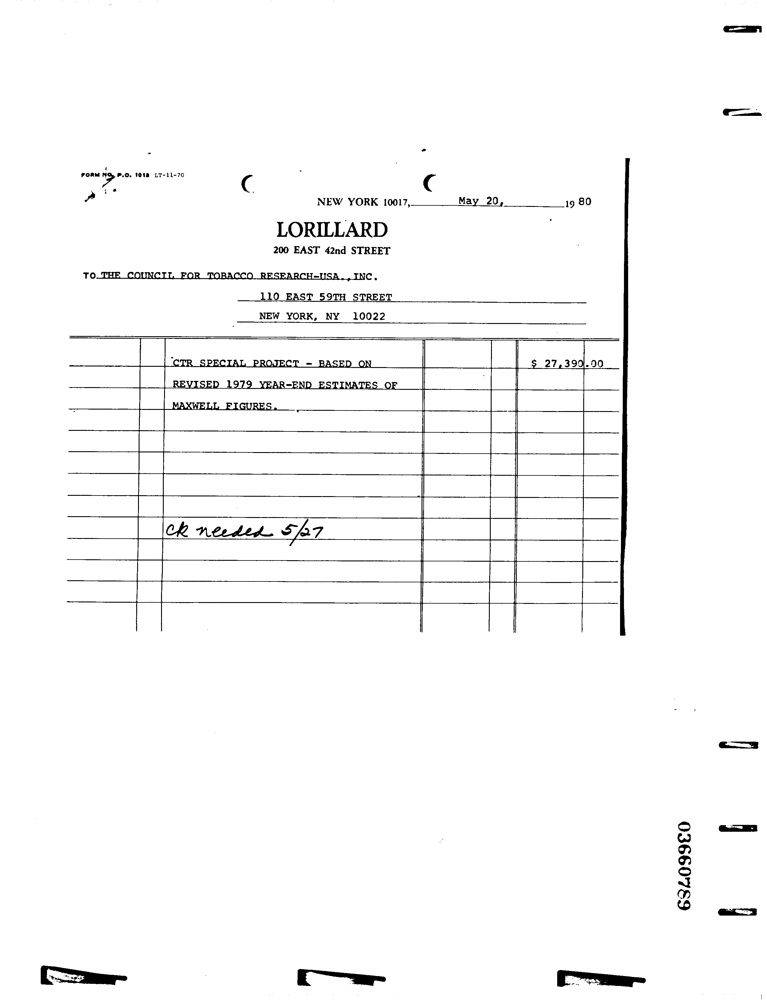 FORM NO. P.O. 1018 LT-11-70
NEW YORK 10017, May 20, 19 80
LORILLARD
200 EAST 42nd STREET
TO THE COUNCIL FOR TOBACCO RESEARCH-USA., INC.
110 EAST 59TH STREET
NEW YORK, NY 10022
CTR SPECIAL PROJECT - BASED ON $ 27,390.00
REVISED 1979 YEAR-END ESTIMATES OF
MAXWELL FIGURES.
ck needed 5/27
03660789